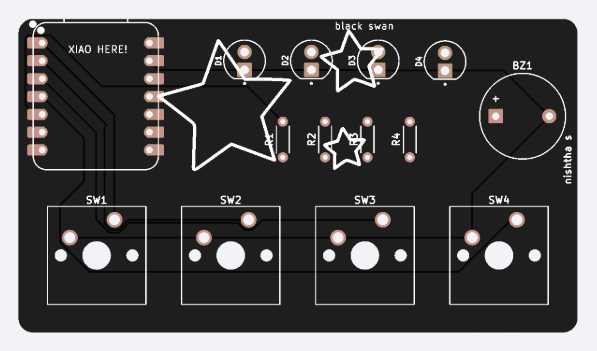 black swan
XIAO HERE!
D1
D2
D3
D4
BZ1
+
R1
R2
R3
R4
nishtha s
SW1
SW2
SW3
SW4